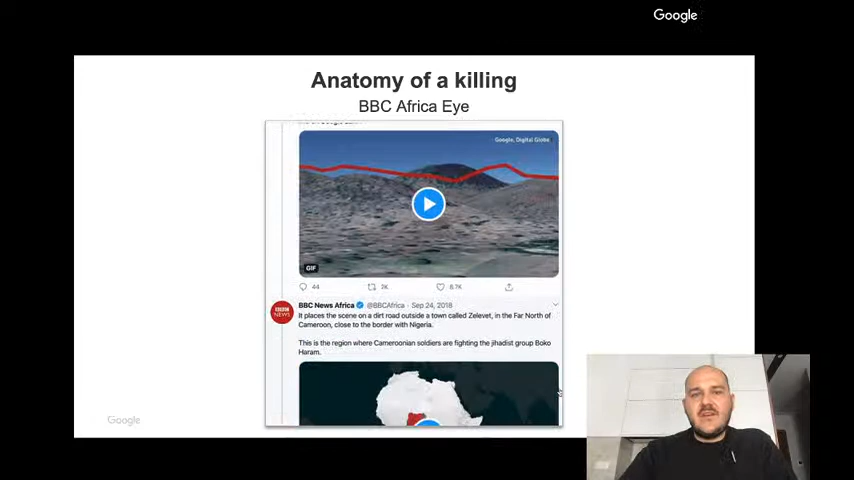 Google
Anatomy of a killing
BBC Africa Eye
Google, Digital Globe
GIF
44
2K
8.7K
BBC News Africa @BBCAfrica · Sep 24, 2018
BBC
NEWS
It places the scene on a dirt road outside a town called Zelevet, in the Far North of
Cameroon, close to the border with Nigeria.
This is the region where Cameroonian soldiers are fighting the jihadist group Boko
Haram.
Google